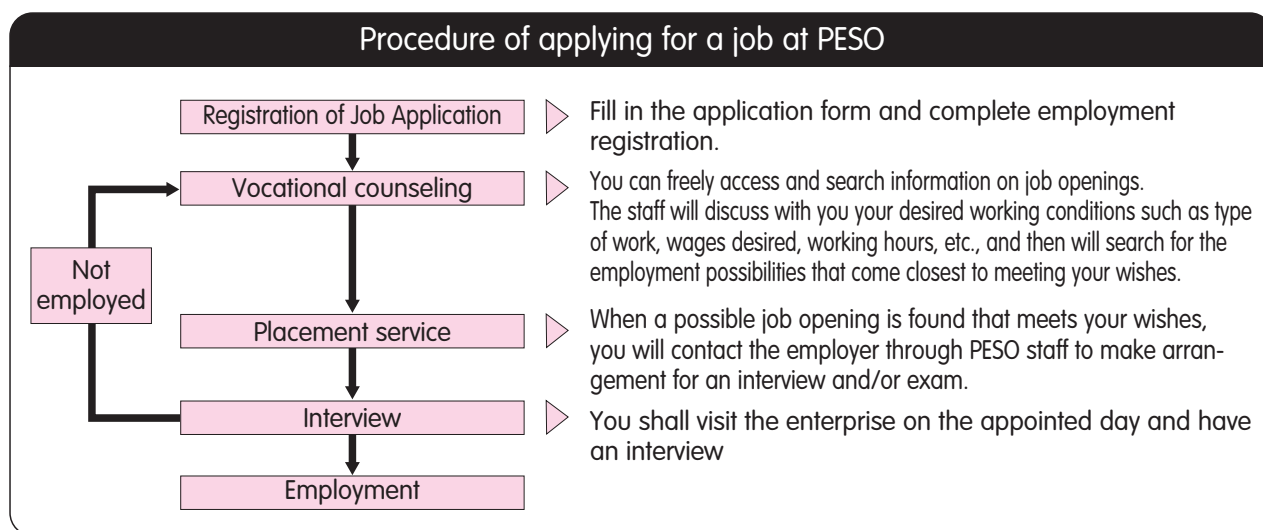 Procedure of applying for a job at PESO
Registration of Job Application
Fill in the application form and complete employment
registration.
Vocational counseling
You can freely access and search information on job openings.
The staff will discuss with you your desired working conditions such as type
of work, wages desired, working hours, etc., and then will search for the
employment possibilities that come closest to meeting your wishes.
Not
employed
Placement service
When a possible job opening is found that meets your wishes,
you will contact the employer through PESO staff to make arran-
gement for an interview and/or exam.
Interview
You shall visit the enterprise on the appointed day and have
an interview
Employment